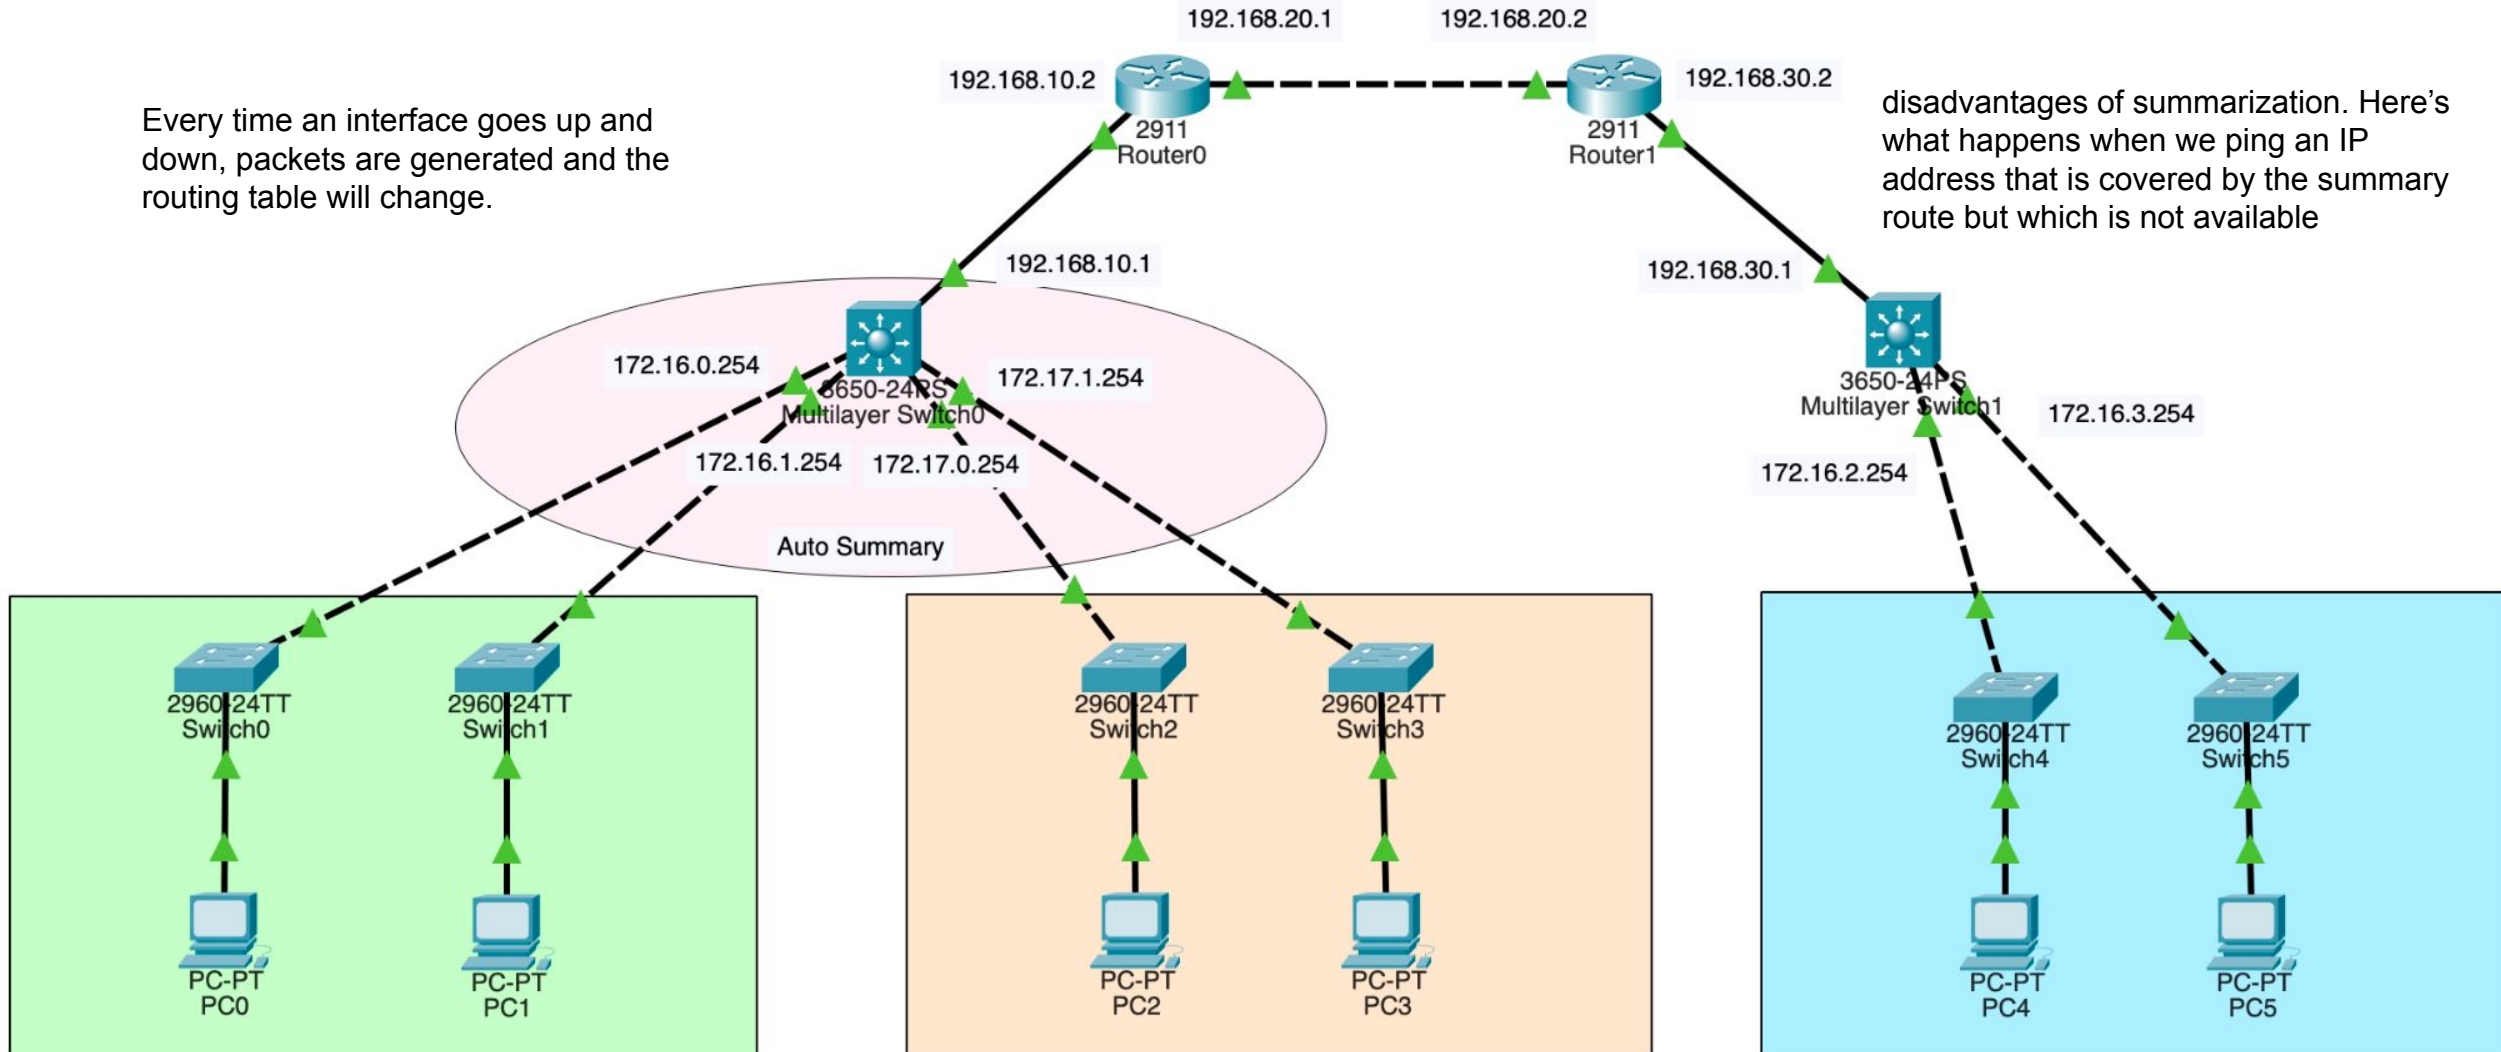 192.168.20.1
192.168.20.2
192.168.10.2
192.168.30.2
2911
Router0
2911
Router1
Every time an interface goes up and
down, packets are generated and the
routing table will change.
disadvantages of summarization. Here’s
what happens when we ping an IP
address that is covered by the summary
route but which is not available
192.168.10.1
192.168.30.1
172.16.0.254
172.17.1.254
3650-24PS
Multilayer Switch0
3650-24PS
Multilayer Switch1
172.16.3.254
172.16.1.254
172.17.0.254
172.16.2.254
Auto Summary
2960-24TT
Switch0
2960-24TT
Switch1
2960-24TT
Switch2
2960-24TT
Switch3
2960-24TT
Switch4
2960-24TT
Switch5
PC-PT
PC0
PC-PT
PC1
PC-PT
PC2
PC-PT
PC3
PC-PT
PC4
PC-PT
PC5